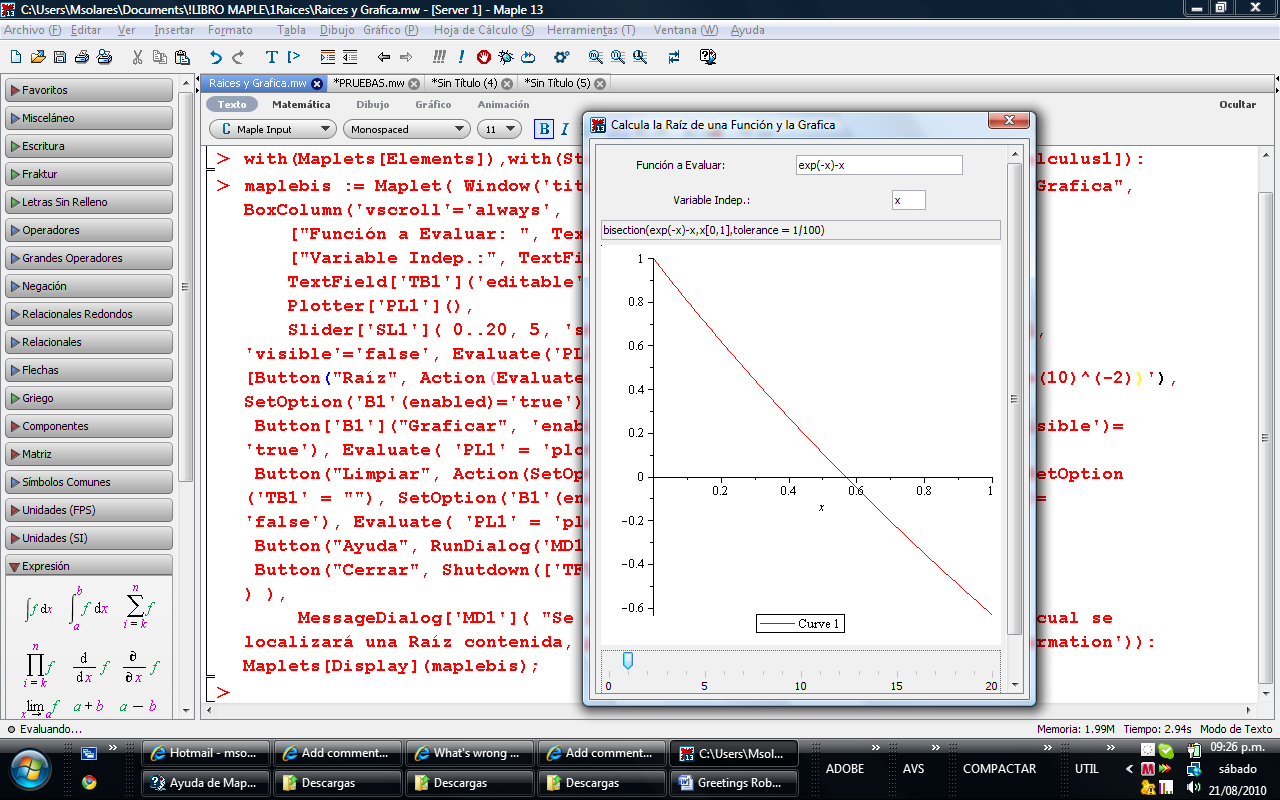 C:\Users\Msolares\Documents\!LIBRO MAPLE\1Raices\Raices y Grafica.mw - [Server 1] - Maple 13
Archivo (F) Editar Ver Insertar Formato Tabla Dibujo Gráfico (P) Hoja de Cálculo (S) Herramientas (T) Ventana (W) Ayuda
Favoritos
Misceláneo
Escritura
Fraktur
Letras Sin Relleno
Operadores
Grandes Operadores
Negación
Relacionales Redondos
Relacionales
Flechas
Griego
Componentes
Matriz
Símbolos Comunes
Unidades (FPS)
Unidades (SI)
Expresión
∫f dx ∫_a^b f dx ∑_{i=k}^n f
∏_{i=k}^n f d/dx f ∂/∂x f
lim_{x→a} f a + b a − b
Raices y Grafica.mw *PRUEBAS.mw *Sin Título (4) *Sin Título (5)
Texto Matemática Dibujo Gráfico Animación Ocultar
C Maple Input Monospaced 11 B I
> with(Maplets[Elements]),with(St lculus1]):
> maplebis := Maplet( Window('tit Grafica",
BoxColumn('vscroll'='always',
["Función a Evaluar: ", Tex
["Variable Indep.:", TextFi
TextField['TB1']('editable'
Plotter['PL1'](),
Slider['SL1']( 0..20, 5, 's ,
'visible'='false', Evaluate('PL
[Button("Raíz", Action(Evaluate (10)^(-2))'),
SetOption('B1'(enabled)='true')
Button['B1']("Graficar", 'enab sible')=
'true'), Evaluate( 'PL1' = 'plo
Button("Limpiar", Action(SetOp etOption
('TB1' = ""), SetOption('B1'(en =
'false'), Evaluate( 'PL1' = 'pl
Button("Ayuda", RunDialog('MD1
Button("Cerrar", Shutdown(['TF
) ),
MessageDialog['MD1']( "Se cual se
localizará una Raíz contenida, rmation')):
Maplets[Display](maplebis);
>
Calcula la Raíz de una Función y la Grafica
Función a Evaluar: exp(-x)-x
Variable Indep.: x
bisection(exp(-x)-x,x[0,1],tolerance = 1/100)
1
0.8
0.6
0.4
0.2
0
0.2 0.4 0.6 0.8 1
x
−0.2
−0.4
−0.6
Curve 1
0 5 10 15 20
Evaluando... Memoria: 1.99M Tiempo: 2.94s Modo de Texto
Hotmail - mso... Add comment... What's wrong ... Add comment... C:\Users\Msol...
Ayuda de Map... Descargas Descargas Descargas Greetings Rob...
ADOBE AVS COMPACTAR UTIL
09:26 p.m.
sábado
21/08/2010